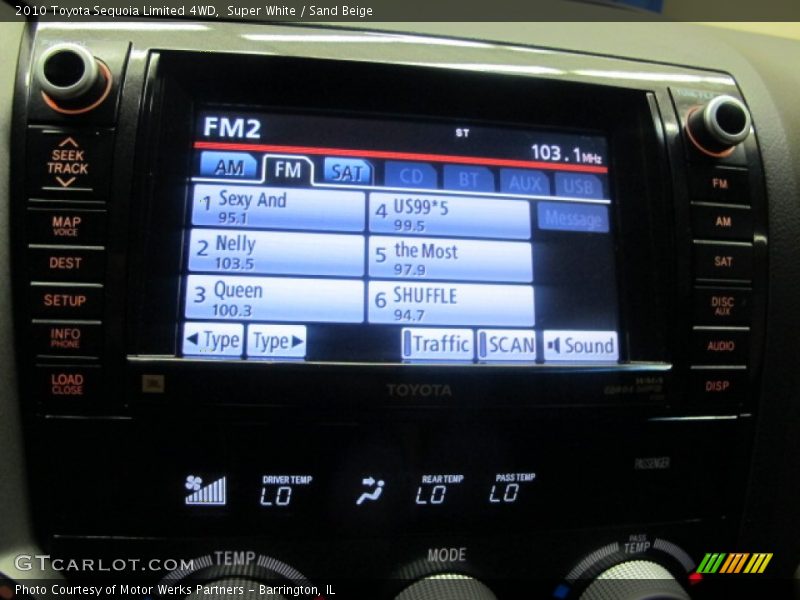 2010 Toyota Sequoia Limited 4WD, Super White / Sand Beige
FM2
ST
103.1MHz
AM
FM
SAT
CD
BT
AUX
USB
1 Sexy And
95.1
4 US99*5
99.5
Message
2 Nelly
103.5
5 the Most
97.9
3 Queen
100.3
6 SHUFFLE
94.7
◄Type
Type►
Traffic
SCAN
Sound
SEEK
TRACK
MAP
VOICE
DEST
SETUP
INFO
PHONE
LOAD
CLOSE
FM
AM
SAT
DISC
AUX
AUDIO
DISP
JBL
TOYOTA
PASSENGER
DRIVER TEMP
LO
REAR TEMP
LO
PASS TEMP
LO
TEMP
MODE
PASS
TEMP
GTCARLOT.COM
Photo Courtesy of Motor Werks Partners - Barrington, IL